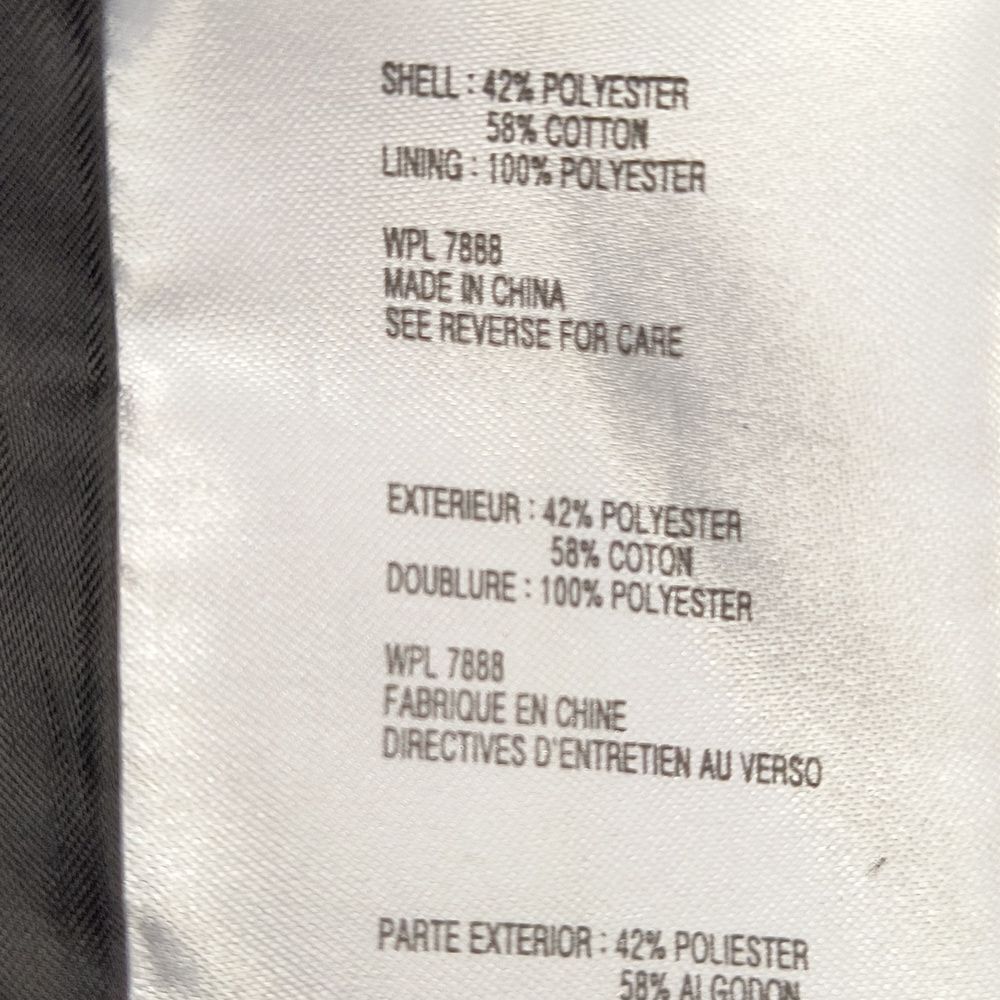 SHELL : 42% POLYESTER
58% COTTON
LINING : 100% POLYESTER
WPL 7888
MADE IN CHINA
SEE REVERSE FOR CARE
EXTERIEUR : 42% POLYESTER
58% COTON
DOUBLURE : 100% POLYESTER
WPL 7888
FABRIQUE EN CHINE
DIRECTIVES D'ENTRETIEN AU VERSO
PARTE EXTERIOR : 42% POLIESTER
58% ALGODON